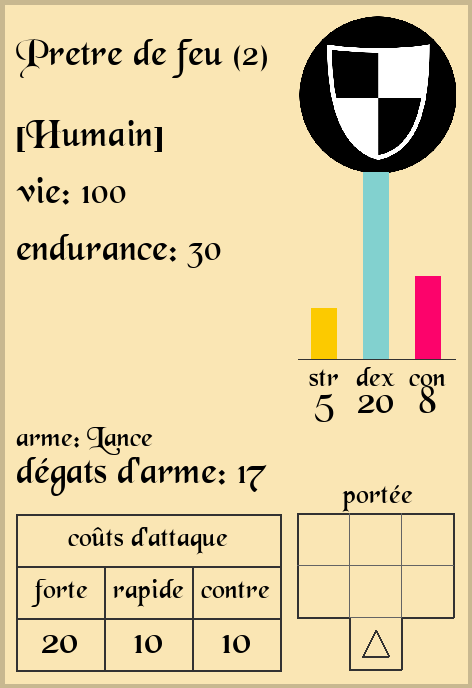 Pretre de feu (2)
[Humain]
vie: 100
endurance: 30
str dex con
5 20 8
arme: Lance
dégats d'arme: 17
portée
coûts d'attaque
forte rapide contre
20 10 10